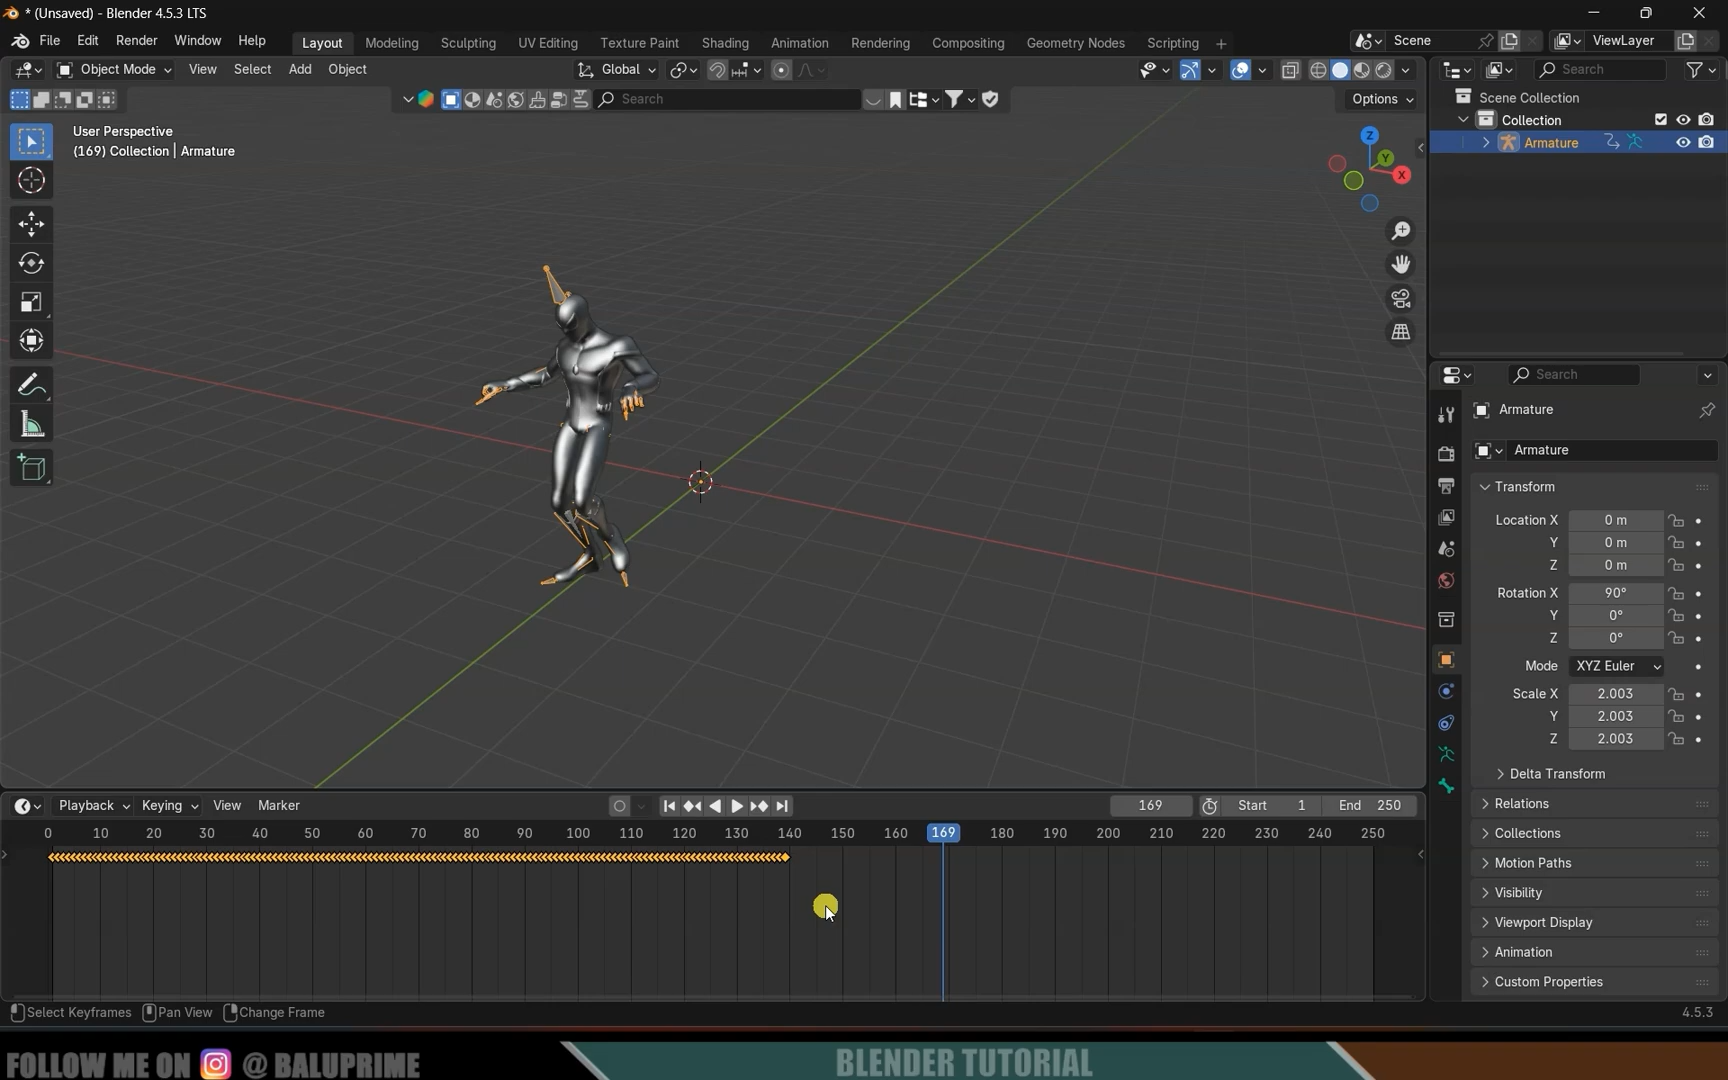 * (Unsaved) - Blender 4.5.3 LTS
File Edit Render Window Help Layout Modeling Sculpting UV Editing Texture Paint Shading Animation Rendering Compositing Geometry Nodes Scripting + Scene ViewLayer
Object Mode View Select Add Object Global Search
Search Options
User Perspective
(169) Collection | Armature
Z
Y
X
Scene Collection
Collection
Armature
Search
Armature
Armature
Transform
Location X 0 m
Y 0 m
Z 0 m
Rotation X 90°
Y 0°
Z 0°
Mode XYZ Euler
Scale X 2.003
Y 2.003
Z 2.003
Delta Transform
Relations
Collections
Motion Paths
Visibility
Viewport Display
Animation
Custom Properties
Playback Keying View Marker 169 Start 1 End 250
0 10 20 30 40 50 60 70 80 90 100 110 120 130 140 150 160 169 180 190 200 210 220 230 240 250
Select Keyframes Pan View Change Frame 4.5.3
FOLLOW ME ON @ BALUPRIME BLENDER TUTORIAL